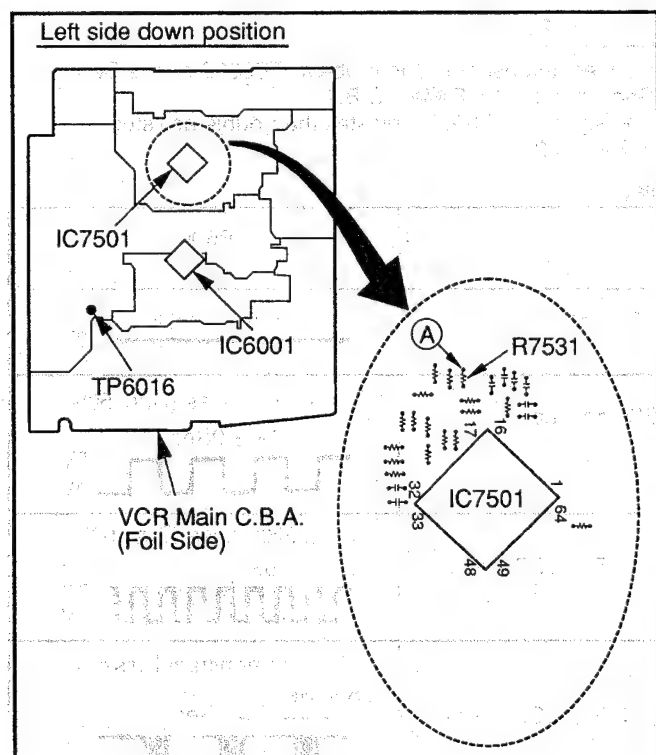 Left side down position
IC7501
IC6001
TP6016
VCR Main C.B.A.
(Foil Side)
A
R7531
17
16
32
33
IC7501
1
64
48
49